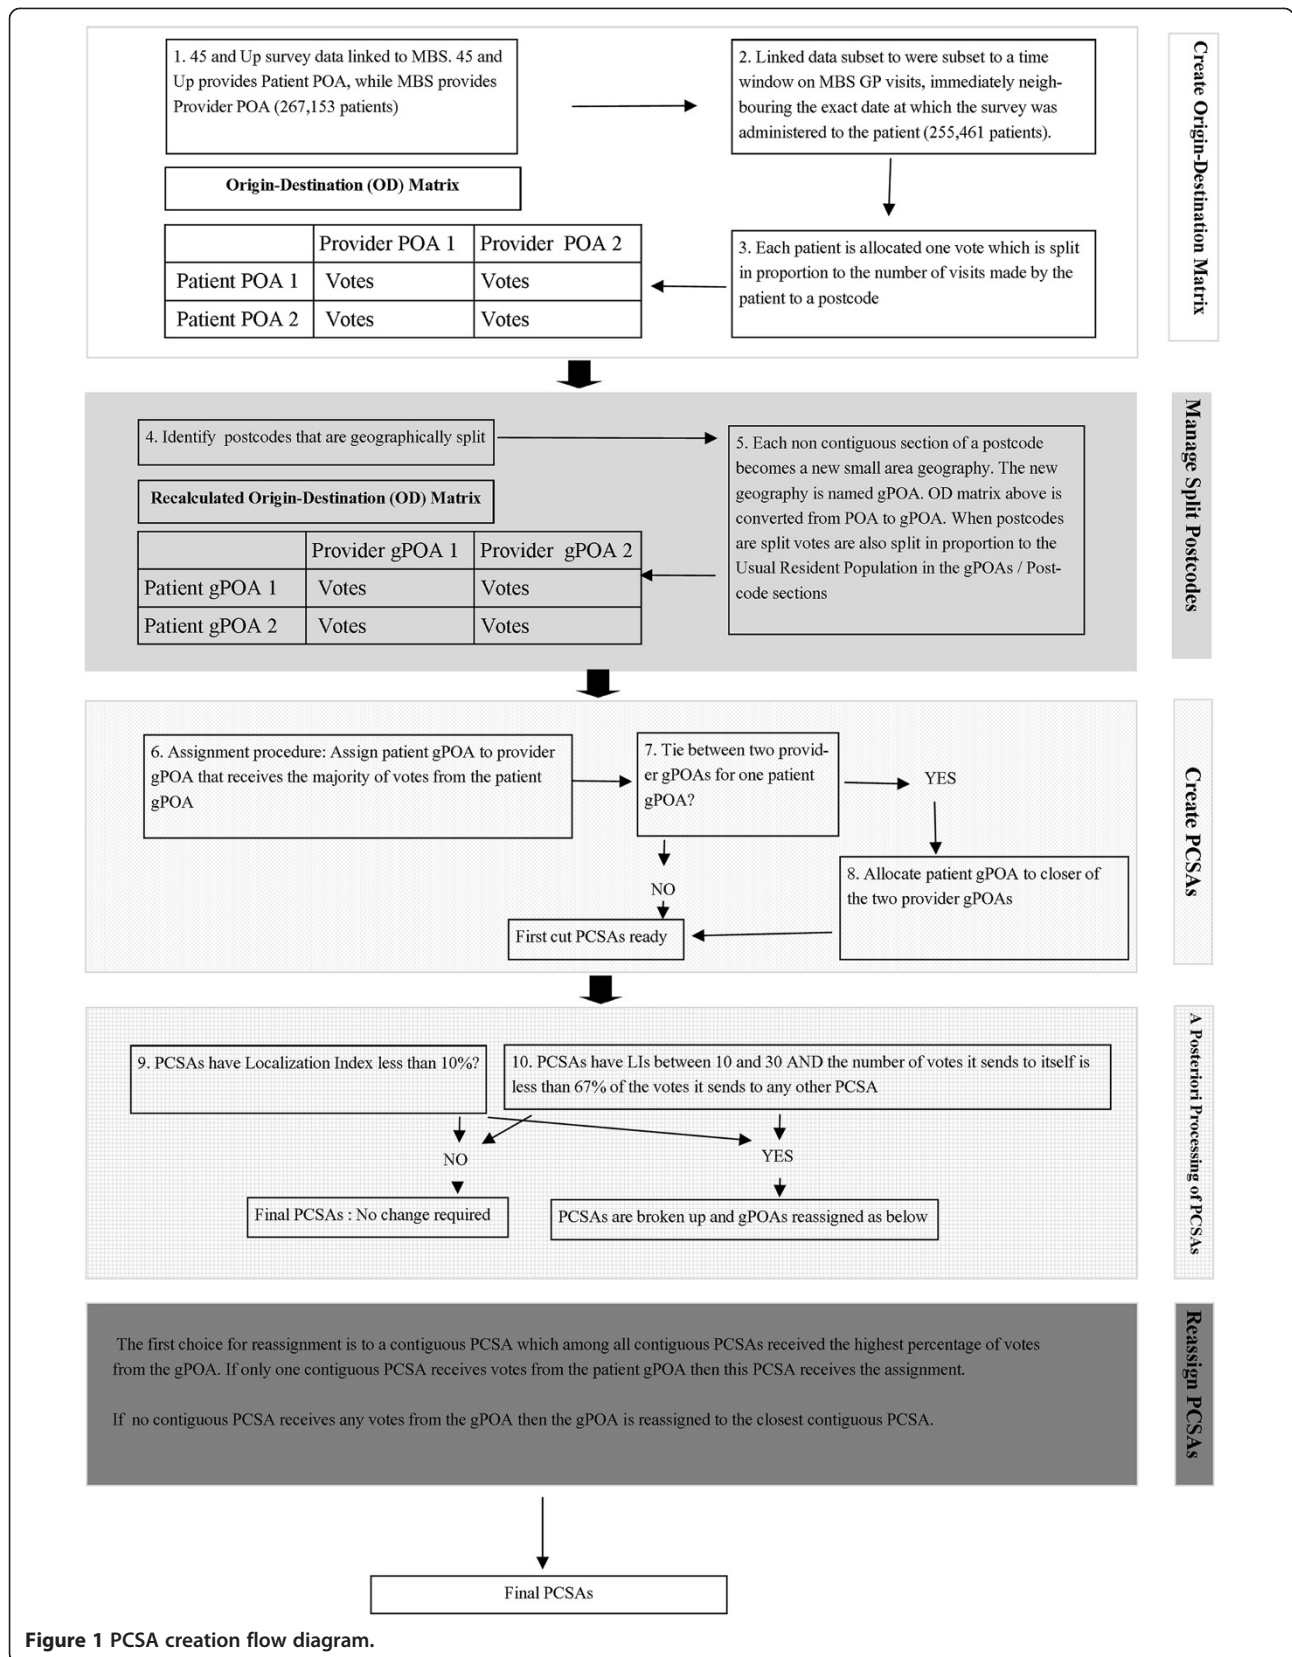 1. 45 and Up survey data linked to MBS. 45 and
Up provides Patient POA, while MBS provides
Provider POA (267,153 patients)
2. Linked data subset to were subset to a time
window on MBS GP visits, immediately neigh-
bouring the exact date at which the survey was
administered to the patient (255,461 patients).
Create Origin-Destination Matrix
Origin-Destination (OD) Matrix
Provider POA 1 Provider POA 2
Patient POA 1 Votes Votes
Patient POA 2 Votes Votes
3. Each patient is allocated one vote which is split
in proportion to the number of visits made by the
patient to a postcode
4. Identify postcodes that are geographically split
5. Each non contiguous section of a postcode
becomes a new small area geography. The new
geography is named gPOA. OD matrix above is
converted from POA to gPOA. When postcodes
are split votes are also split in proportion to the
Usual Resident Population in the gPOAs / Post-
code sections
Manage Split Postcodes
Recalculated Origin-Destination (OD) Matrix
Provider gPOA 1 Provider gPOA 2
Patient gPOA 1 Votes Votes
Patient gPOA 2 Votes Votes
6. Assignment procedure: Assign patient gPOA to provider
gPOA that receives the majority of votes from the patient
gPOA
7. Tie between two provid-
er gPOAs for one patient
gPOA?
YES
Create PCSAs
8. Allocate patient gPOA to closer of
the two provider gPOAs
NO
First cut PCSAs ready
9. PCSAs have Localization Index less than 10%?
10. PCSAs have LIs between 10 and 30 AND the number of votes it sends to itself is
less than 67% of the votes it sends to any other PCSA
A Posteriori Processing of PCSAs
NO
YES
Final PCSAs : No change required
PCSAs are broken up and gPOAs reassigned as below
The first choice for reassignment is to a contiguous PCSA which among all contiguous PCSAs received the highest percentage of votes
from the gPOA. If only one contiguous PCSA receives votes from the patient gPOA then this PCSA receives the assignment.
If no contiguous PCSA receives any votes from the gPOA then the gPOA is reassigned to the closest contiguous PCSA.
Reassign PCSAs
Final PCSAs
Figure 1 PCSA creation flow diagram.